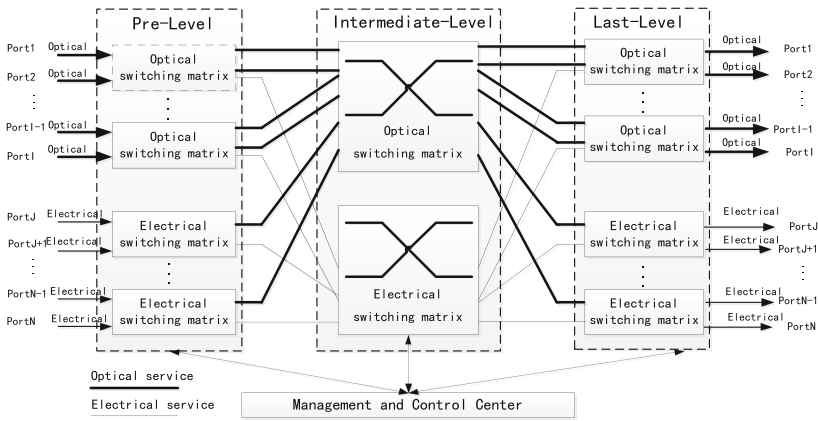 Pre-Level
Intermediate-Level
Last-Level
Port1
Optical
Port2
Optical
PortI-1
Optical
PortI
Optical
PortJ
Electrical
PortJ+1
Electrical
PortN-1
Electrical
PortN
Electrical
Optical
switching matrix
Optical
switching matrix
Electrical
switching matrix
Electrical
switching matrix
Optical
switching matrix
Electrical
switching matrix
Optical
switching matrix
Optical
switching matrix
Electrical
switching matrix
Electrical
switching matrix
Optical
Port1
Optical
Port2
Optical
PortI-1
Optical
PortI
Electrical
PortJ
Electrical
PortJ+1
Electrical
PortN-1
Electrical
PortN
Optical service
Electrical service
Management and Control Center